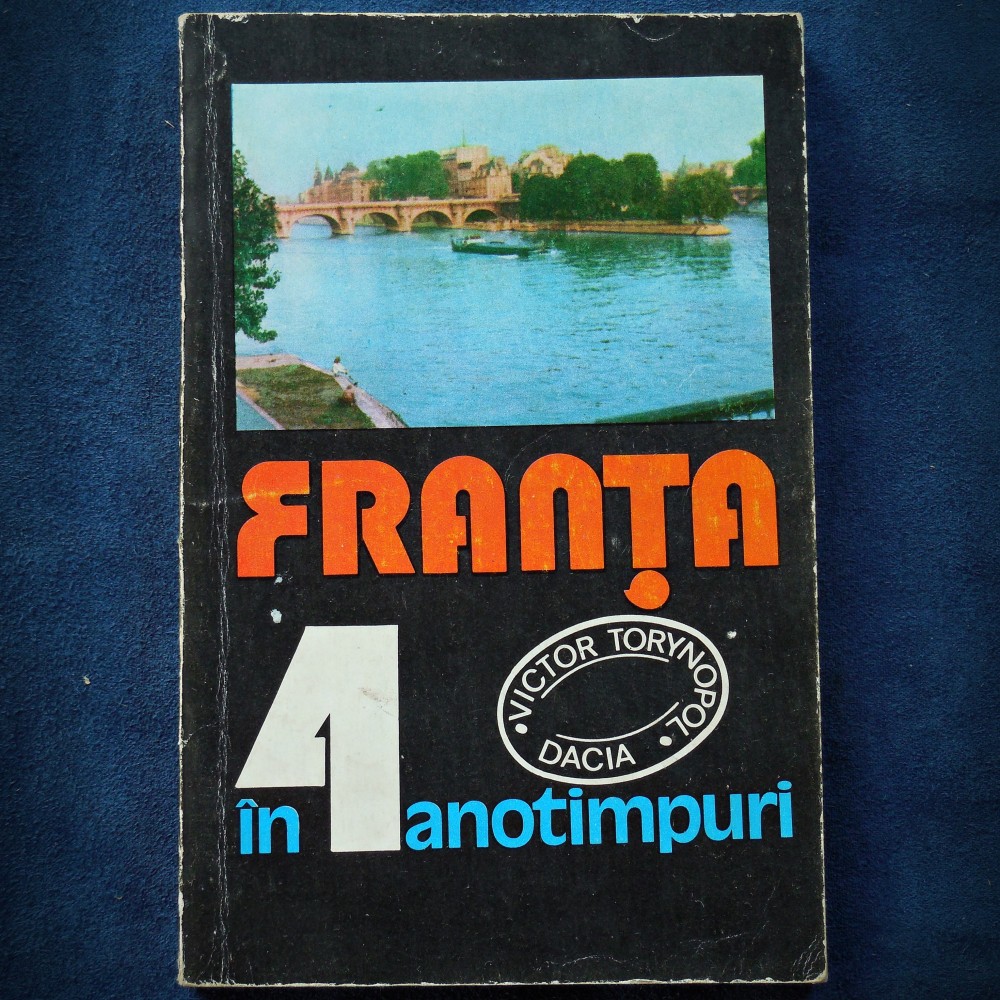 FRANȚA
în 4 anotimpuri
• VICTOR TORYNOPOL •
DACIA